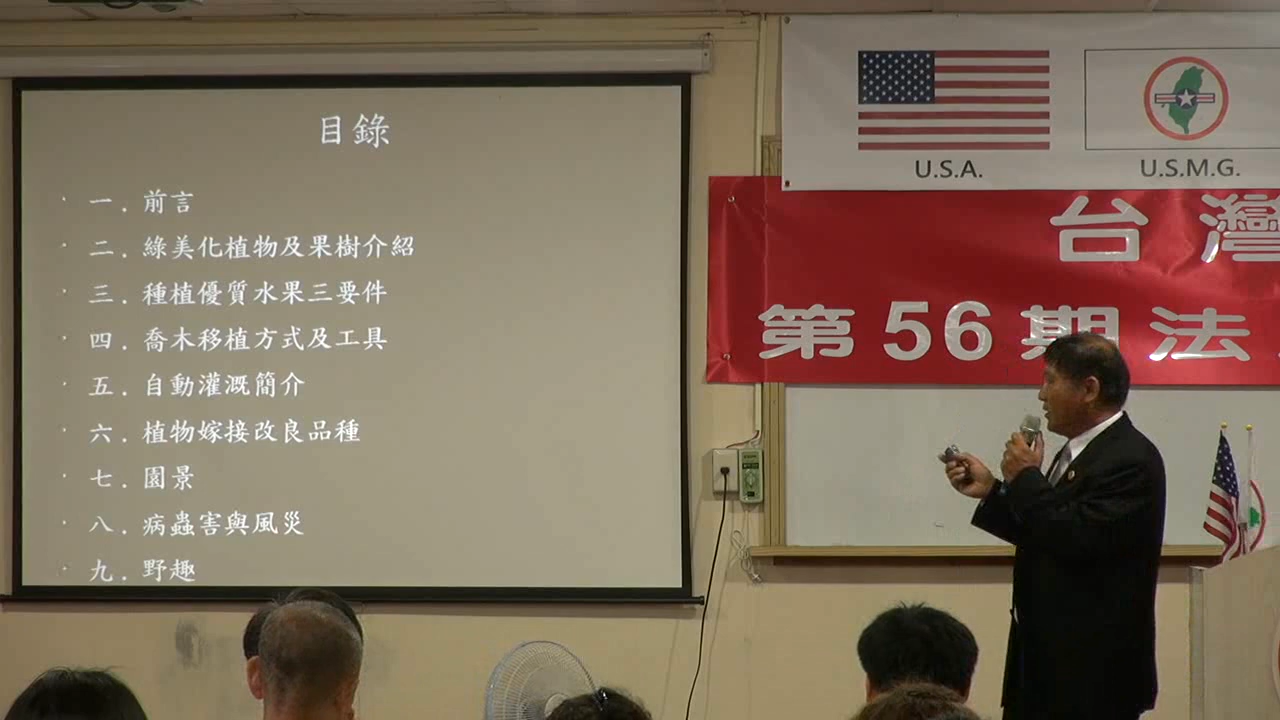 目錄
一. 前言
二. 綠美化植物及果樹介紹
三. 種植優質水果三要件
四. 喬木移植方式及工具
五. 自動灌溉簡介
六. 植物嫁接改良品種
七. 園景
八. 病蟲害與風災
九. 野趣
U.S.A.
U.S.M.G.
台灣
第56期法